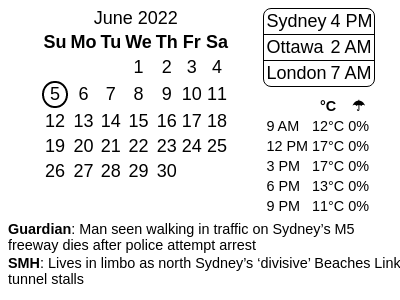 June 2022
Su Mo Tu We Th Fr Sa
1 2 3 4
5 6 7 8 9 10 11
12 13 14 15 16 17 18
19 20 21 22 23 24 25
26 27 28 29 30
Sydney 4 PM
Ottawa 2 AM
London 7 AM
°C ☂
9 AM 12°C 0%
12 PM 17°C 0%
3 PM 17°C 0%
6 PM 13°C 0%
9 PM 11°C 0%
Guardian: Man seen walking in traffic on Sydney’s M5
freeway dies after police attempt arrest
SMH: Lives in limbo as north Sydney’s ‘divisive’ Beaches Link
tunnel stalls